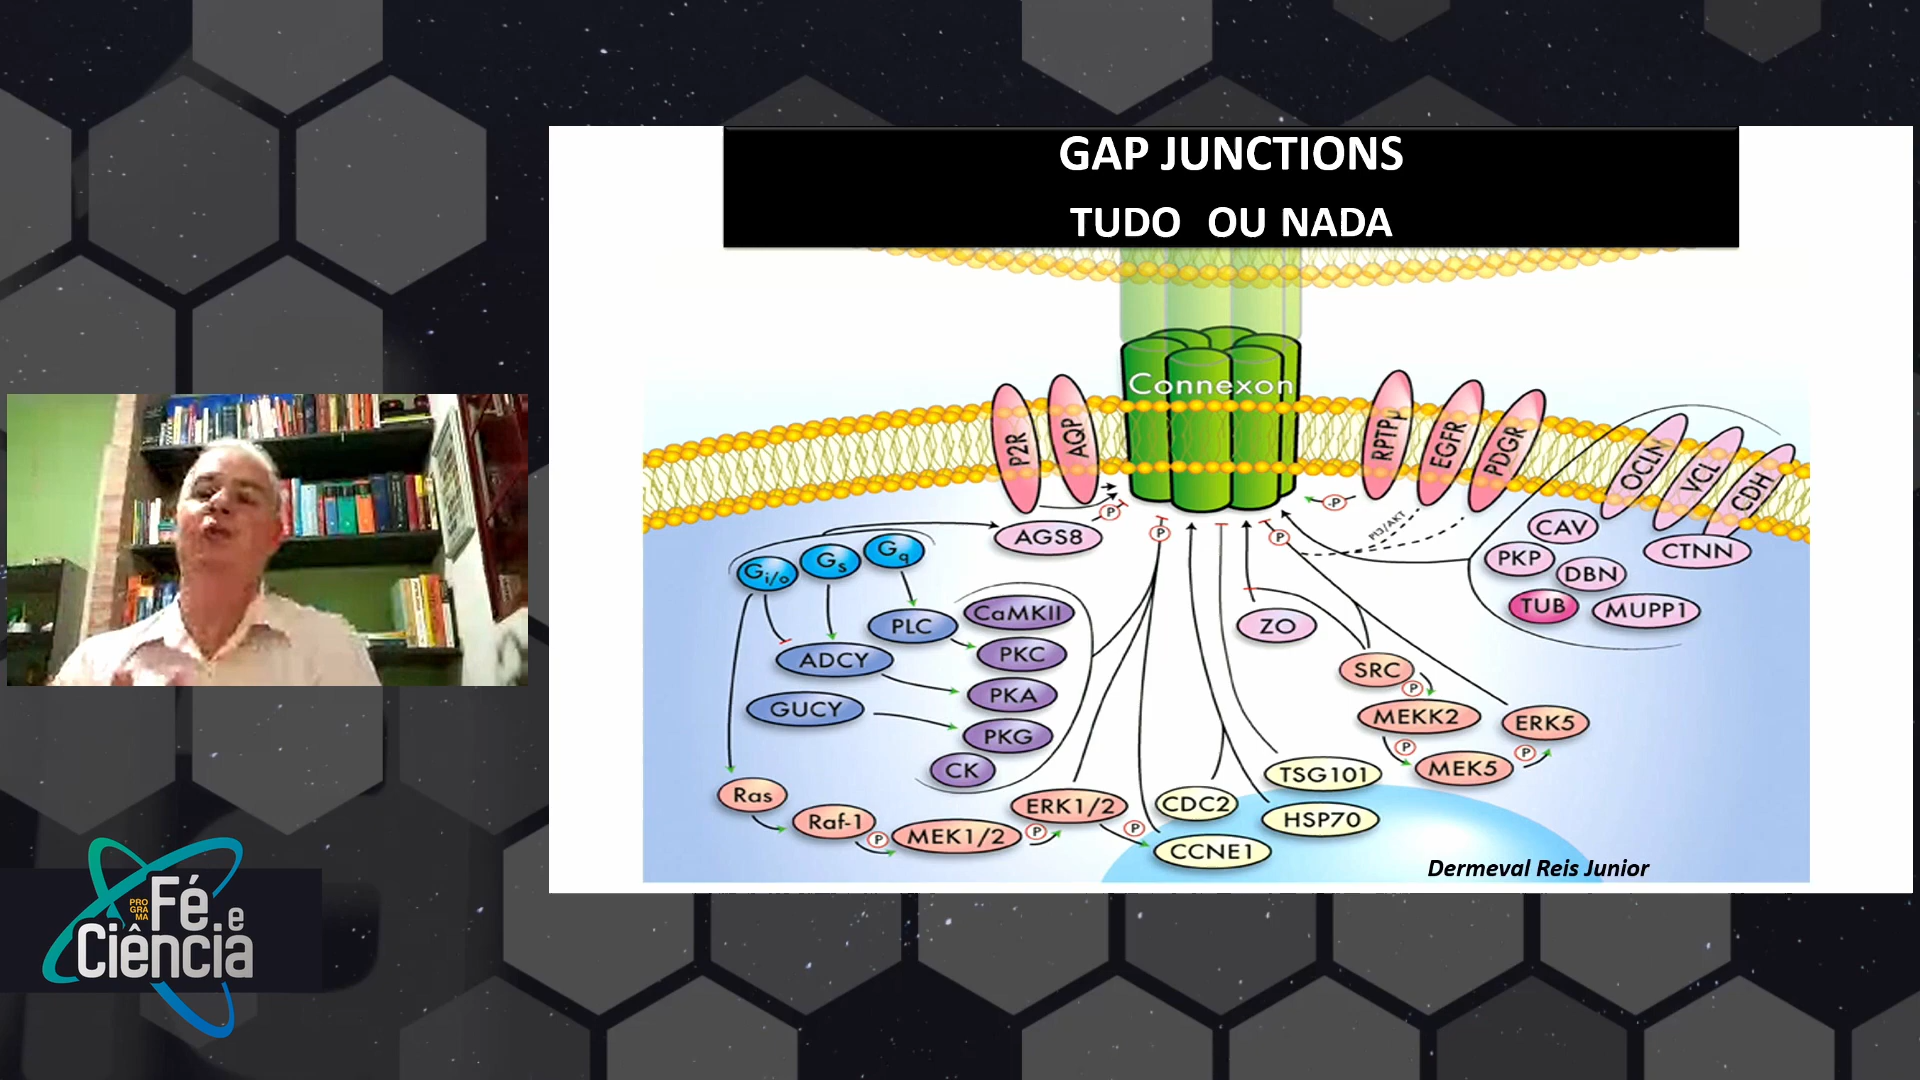 GAP JUNCTIONS
TUDO OU NADA
Connexon
P2R
AQP
RPTPµ
EGFR
PDGR
OCLN
VCL
CDH
P
-P
PI3/AKT
AGS8
P
P
CAV
PKP
DBN
CTNN
TUB
MUPP1
Gi/o
Gs
Gq
PLC
CaMKII
ADCY
PKC
PKA
GUCY
PKG
CK
ZO
SRC
P
MEKK2
ERK5
P
P
MEK5
TSG101
Ras
Raf-1
P
MEK1/2
P
ERK1/2
P
CDC2
HSP70
CCNE1
Dermeval Reis Junior
PRO
GRA
MA
Fé e
Ciência